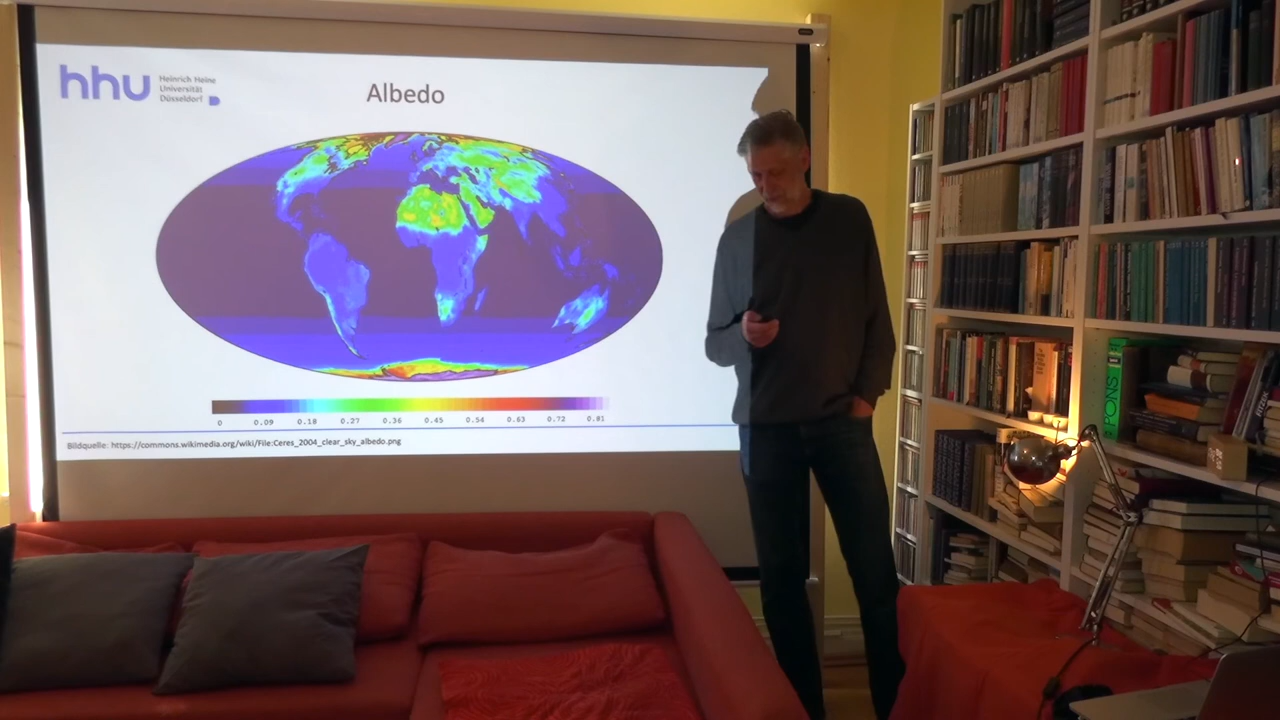 hhu
Heinrich Heine
Universität
Düsseldorf
Albedo
0 0.09 0.18 0.27 0.36 0.45 0.54 0.63 0.72 0.81
Bildquelle: https://commons.wikimedia.org/wiki/File:Ceres_2004_clear_sky_albedo.png
PONS